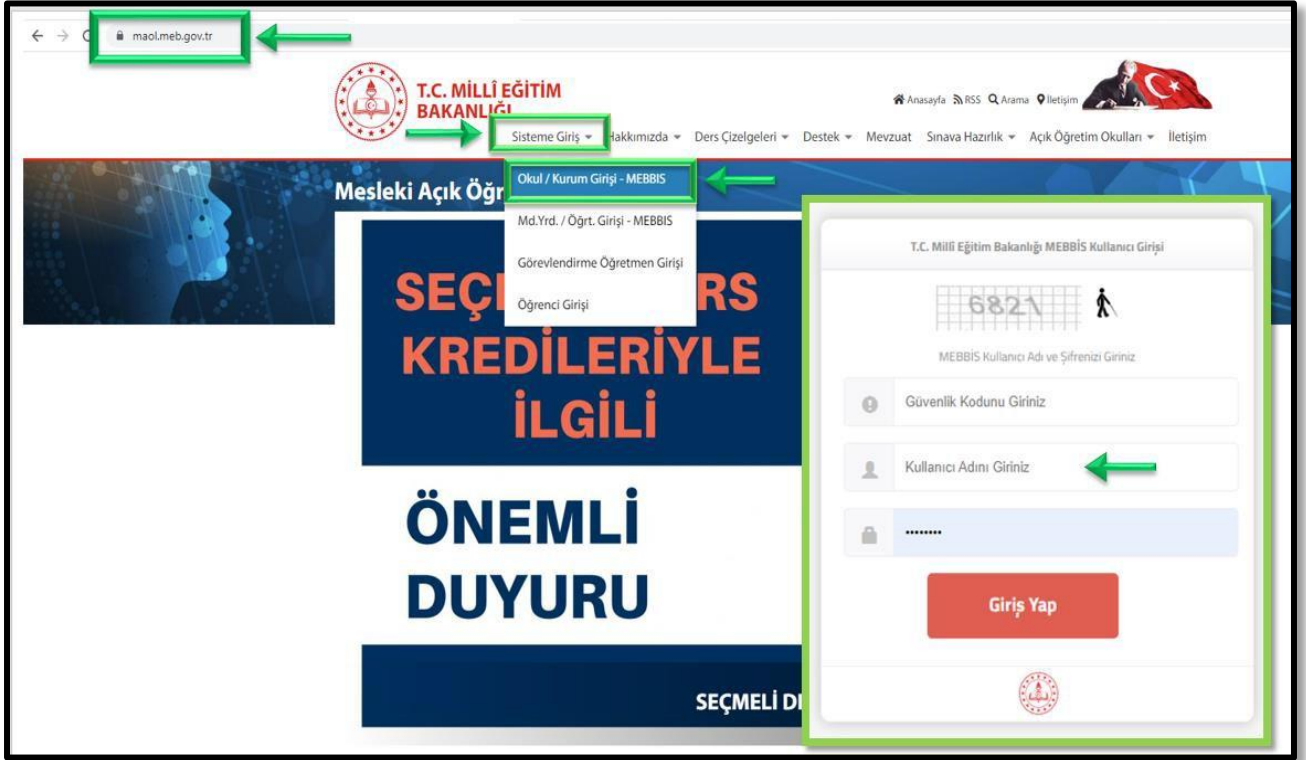 maol.meb.gov.tr
T.C. MİLLÎ EĞİTİM
BAKANLIĞI
Anasayfa RSS Arama İletişim
Sisteme Giriş Hakkımızda Ders Çizelgeleri Destek Mevzuat Sınava Hazırlık Açık Öğretim Okulları İletişim
Mesleki Açık Öğr
Okul / Kurum Girişi - MEBBIS
Md.Yrd. / Öğrt. Girişi - MEBBIS
Görevlendirme Öğretmen Girişi
Öğrenci Girişi
SEÇ RS
KREDİLERİYLE
İLGİLİ
ÖNEMLİ
DUYURU
SEÇMELİ
T.C. Millî Eğitim Bakanlığı MEBBİS Kullanıcı Girişi
6821
MEBBİS Kullanıcı Adı ve Şifrenizi Giriniz
Güvenlik Kodunu Giriniz
Kullanıcı Adını Giriniz
••••••••
Giriş Yap